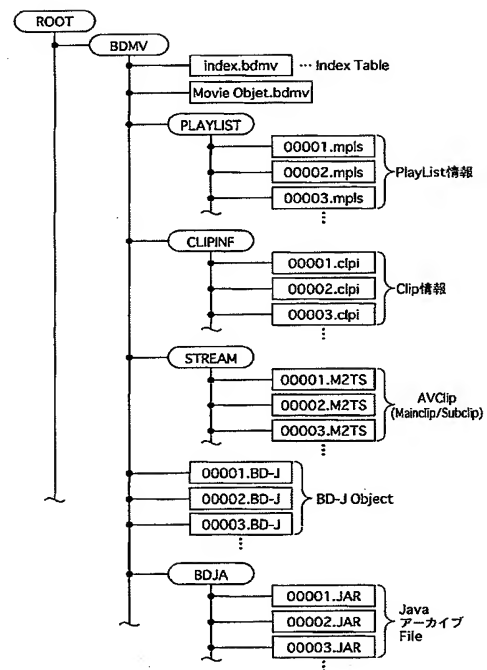 ROOT
BDMV
index.bdmv … Index Table
Movie Objet.bdmv
PLAYLIST
00001.mpls
00002.mpls
00003.mpls
PlayList情報
CLIPINF
00001.clpi
00002.clpi
00003.clpi
Clip情報
STREAM
00001.M2TS
00002.M2TS
00003.M2TS
AVClip
(Mainclip/Subclip)
00001.BD-J
00002.BD-J
00003.BD-J
BD-J Object
BDJA
00001.JAR
00002.JAR
00003.JAR
Java
アーカイブ
File